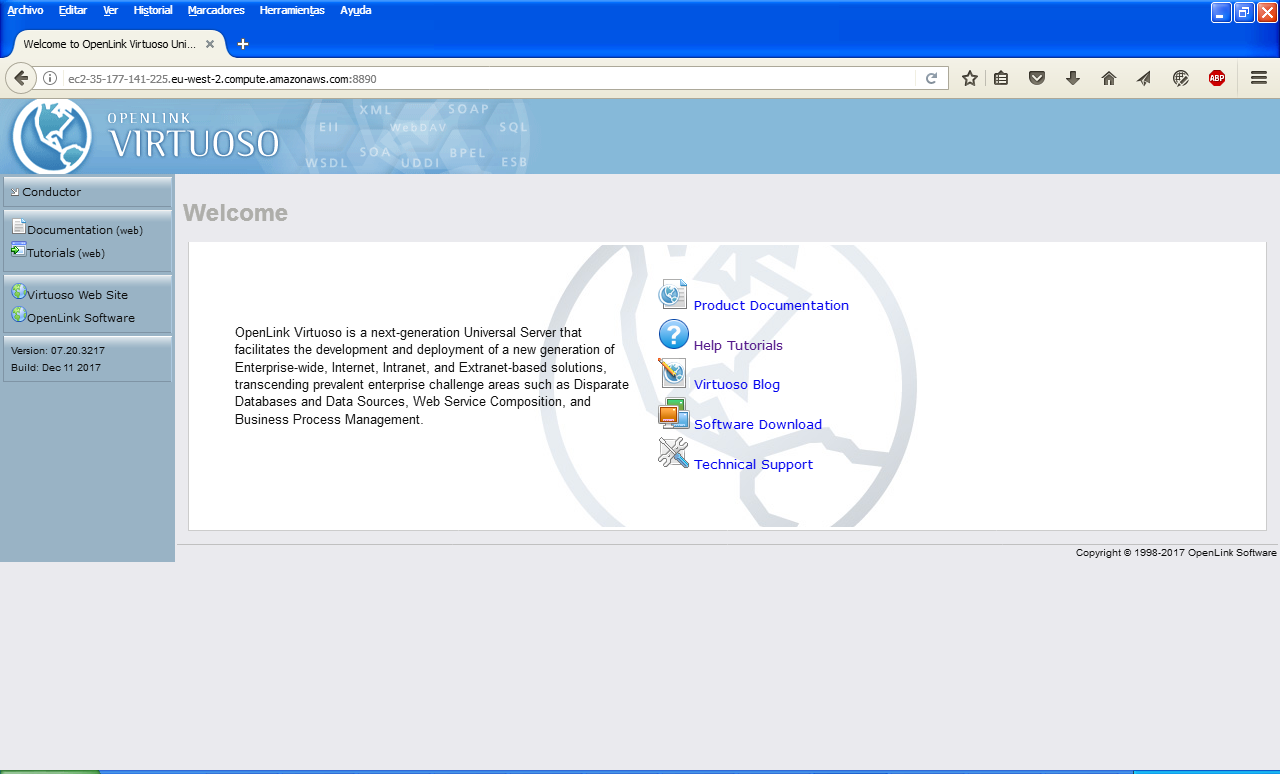 Archivo Editar Ver Historial Marcadores Herramientas Ayuda
Welcome to OpenLink Virtuoso Uni...
ec2-35-177-141-225.eu-west-2.compute.amazonaws.com:8890
ABP
OPENLINK
VIRTUOSO
XML SOAP
EII WebDAV SQL
SOA BPEL
WSDL UDDI ESB
Conductor
Documentation (web)
Tutorials (web)
Virtuoso Web Site
OpenLink Software
Version: 07.20.3217
Build: Dec 11 2017
Welcome
OpenLink Virtuoso is a next-generation Universal Server that
facilitates the development and deployment of a new generation of
Enterprise-wide, Internet, Intranet, and Extranet-based solutions,
transcending prevalent enterprise challenge areas such as Disparate
Databases and Data Sources, Web Service Composition, and
Business Process Management.
Product Documentation
Help Tutorials
Virtuoso Blog
Software Download
Technical Support
Copyright © 1998-2017 OpenLink Software